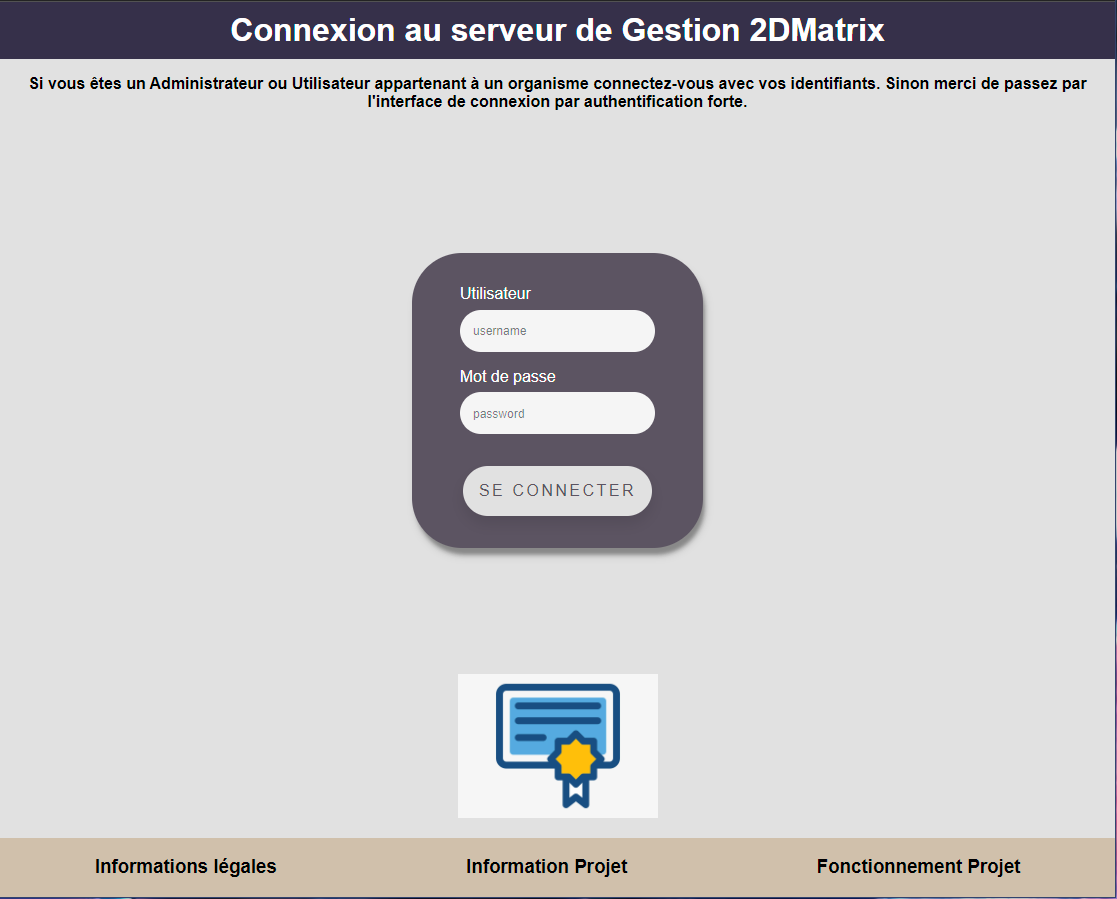 Connexion au serveur de Gestion 2DMatrix
Si vous êtes un Administrateur ou Utilisateur appartenant à un organisme connectez-vous avec vos identifiants. Sinon merci de passez par
l'interface de connexion par authentification forte.
Utilisateur
username
Mot de passe
password
SE CONNECTER
Informations légales
Information Projet
Fonctionnement Projet